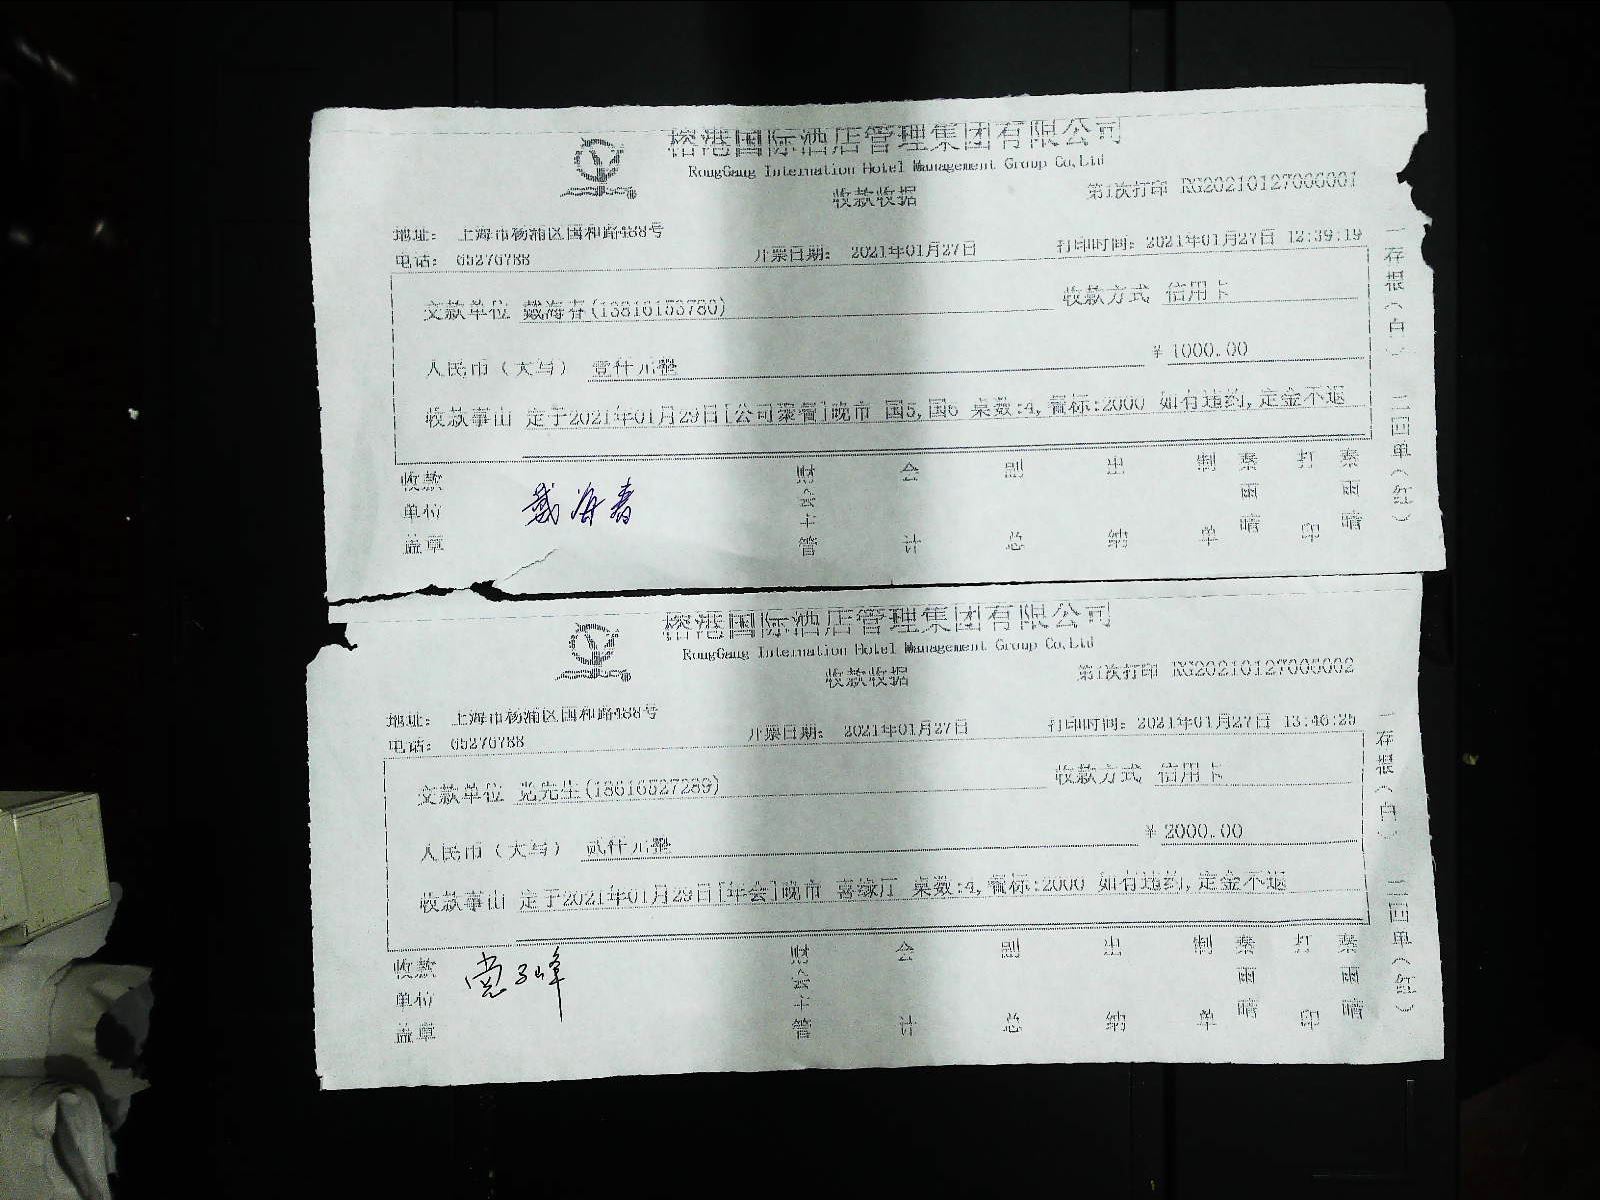 榕港国际酒店管理集团有限公司
RongGang Internation Hotel Management Group Co,Ltd
收款收据
第1次打印 RG20210127006001
地址： 上海市杨浦区国和路488号
电话： 65276788
开票日期： 2021年01月27日
打印时间：2021年01月27日 12:39:19
交款单位 戴海春(13816153780)
收款方式 信用卡
人民币（大写） 壹仟元整
￥ 1000.00
收款事由 定于2021年01月29日[公司聚餐]晚市 国5,国6 桌数:4,餐标:2000 如有违约,定金不退
收款单位盖章
戴海春
财会主管
会计
副总
出纳
制单
秦雨晴
打印
秦雨晴
一存根（白） 二回单（红）
榕港国际酒店管理集团有限公司
RongGang Internation Hotel Management Group Co,Ltd
收款收据
第1次打印 RG20210127005002
地址： 上海市杨浦区国和路488号
电话： 65276788
开票日期： 2021年01月27日
打印时间：2021年01月27日 13:46:25
交款单位 党先生(18616527289)
收款方式 信用卡
人民币（大写） 贰仟元整
￥ 2000.00
收款事由 定于2021年01月29日[年会]晚市 喜缘厅 桌数:4,餐标:2000 如有违约,定金不退
收款单位盖章
党子峰
财会主管
会计
副总
出纳
制单
秦雨晴
打印
秦雨晴
一存根（白） 二回单（红）